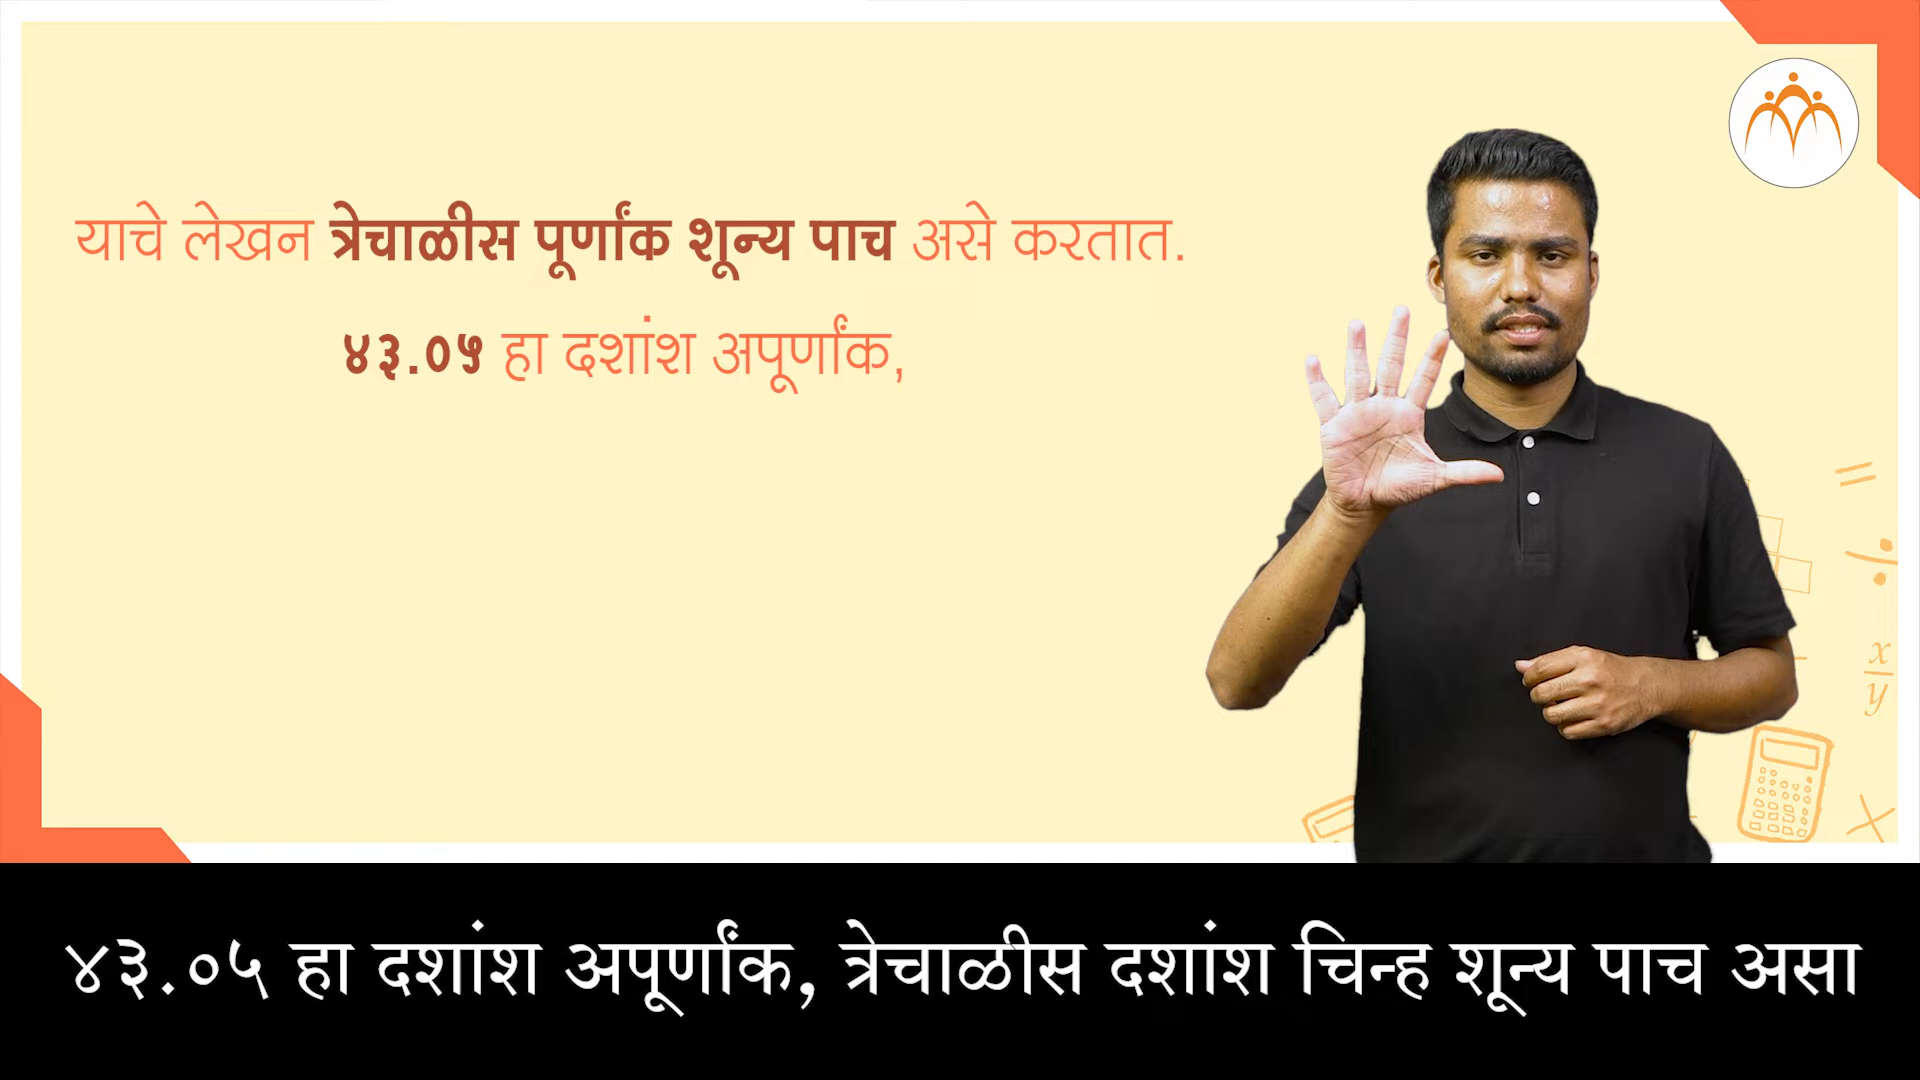 याचे लेखन त्रेचाळीस पूर्णांक शून्य पाच असे करतात.
४३.०५ हा दशांश अपूर्णांक,
=
÷
x
y
×
४३.०५ हा दशांश अपूर्णांक, त्रेचाळीस दशांश चिन्ह शून्य पाच असा